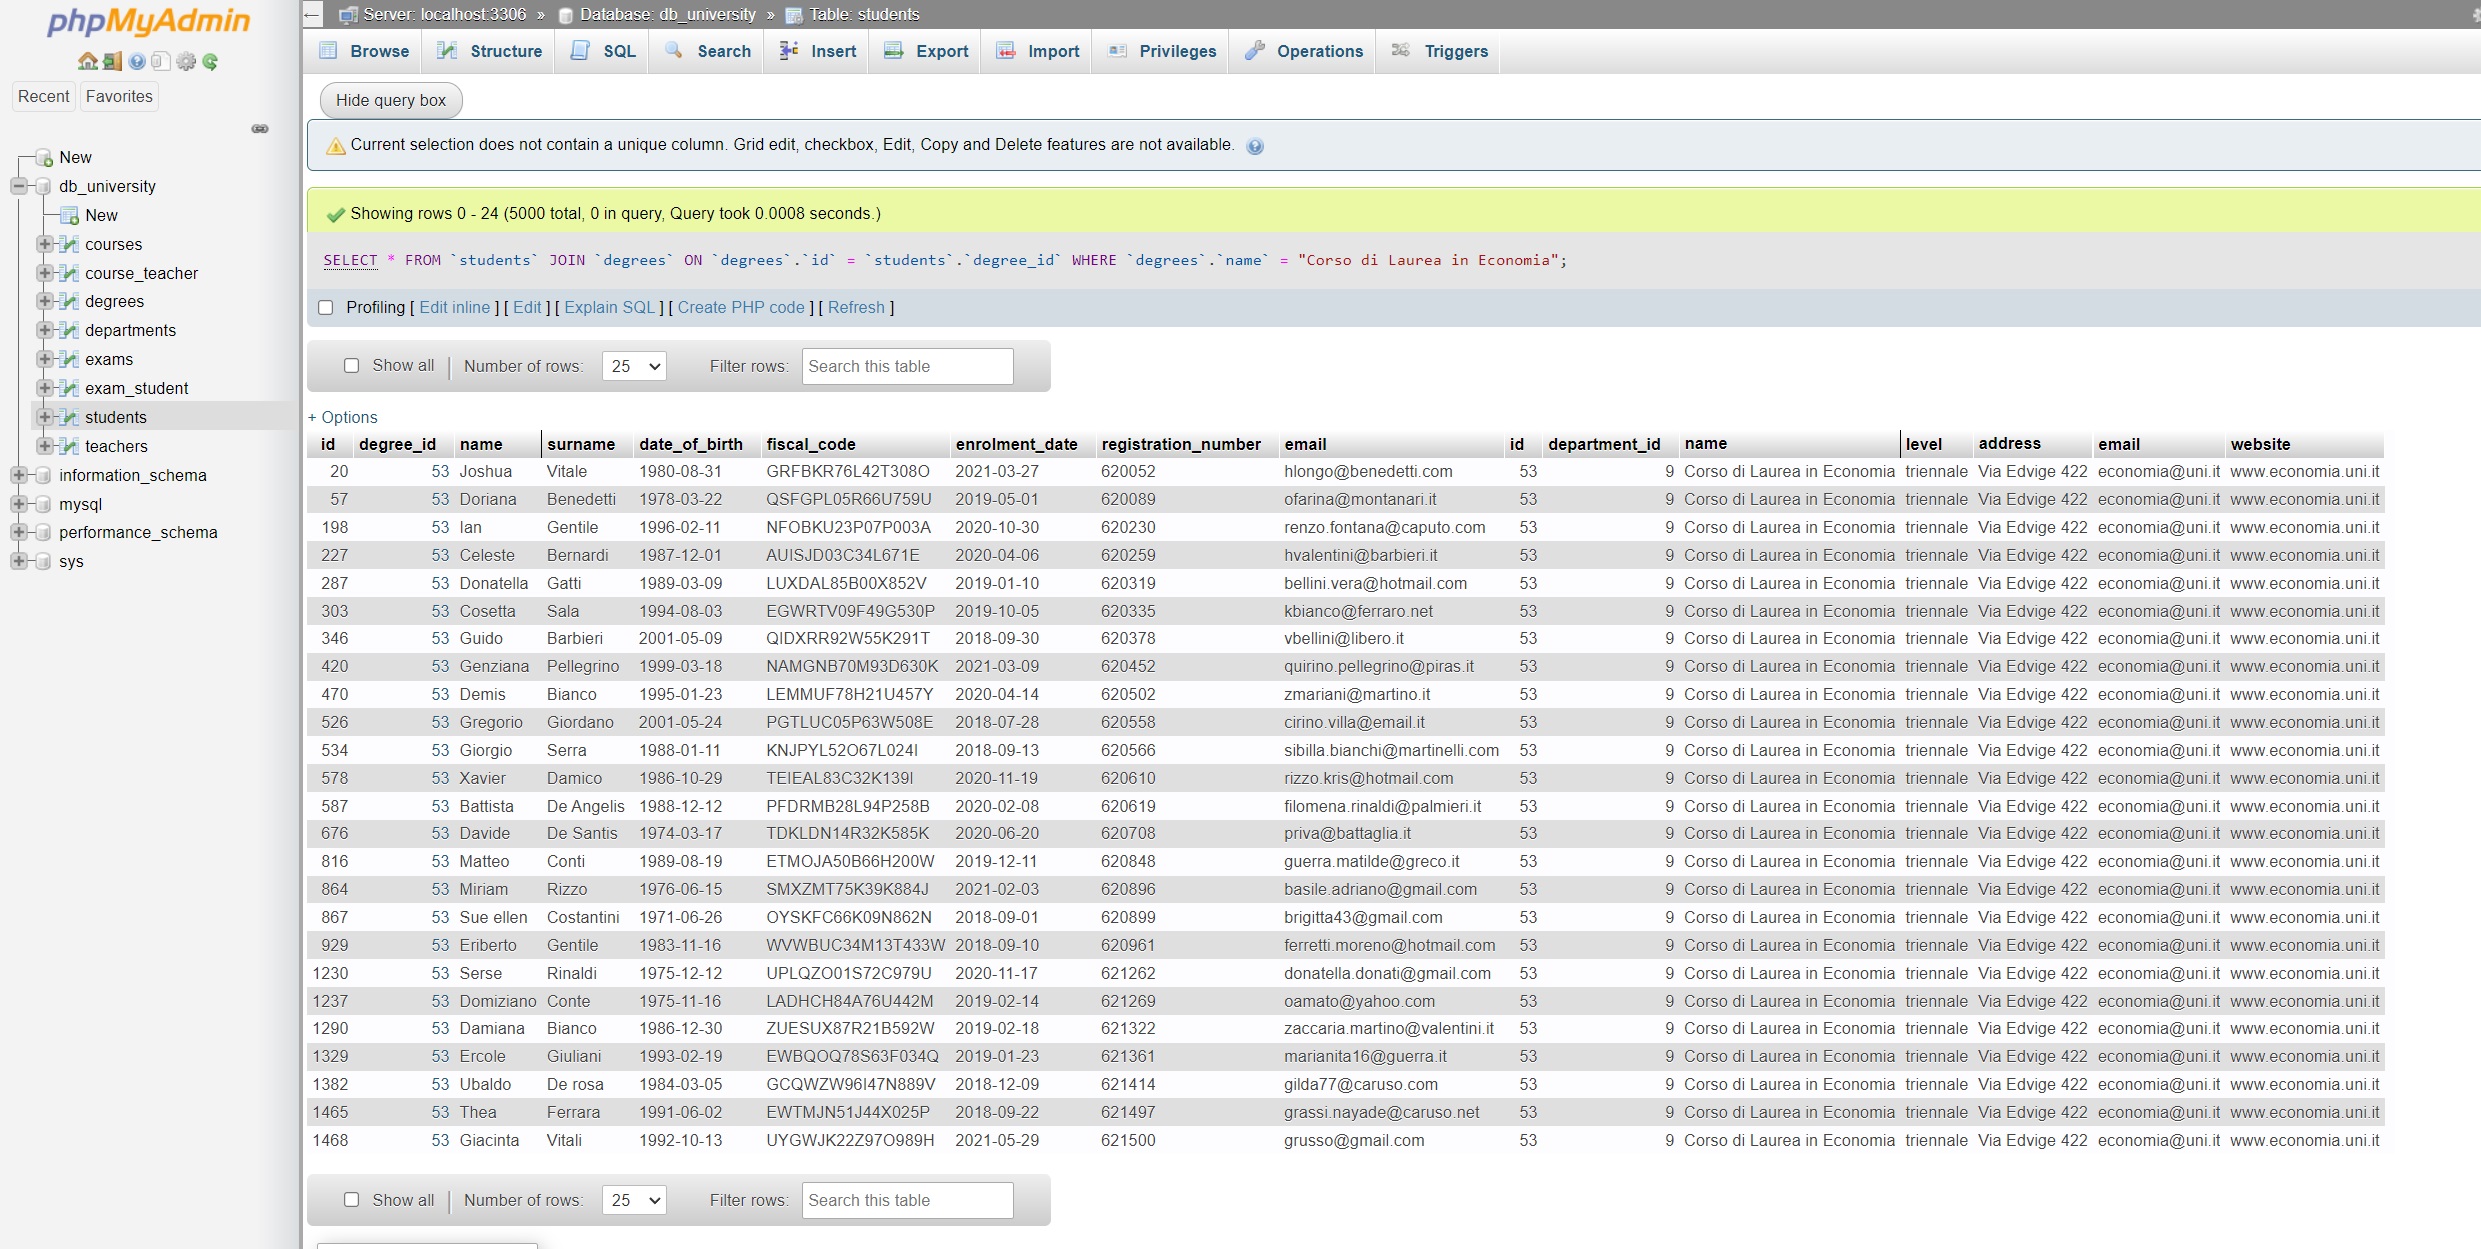 phpMyAdmin
Recent Favorites
New
db_university
New
courses
course_teacher
degrees
departments
exams
exam_student
students
teachers
information_schema
mysql
performance_schema
sys
Server: localhost:3306 » Database: db_university » Table: students
Browse Structure SQL Search Insert Export Import Privileges Operations Triggers
Hide query box
Current selection does not contain a unique column. Grid edit, checkbox, Edit, Copy and Delete features are not available.
Showing rows 0 - 24 (5000 total, 0 in query, Query took 0.0008 seconds.)
SELECT * FROM `students` JOIN `degrees` ON `degrees`.`id` = `students`.`degree_id` WHERE `degrees`.`name` = "Corso di Laurea in Economia";
Profiling [ Edit inline ] [ Edit ] [ Explain SQL ] [ Create PHP code ] [ Refresh ]
Show all | Number of rows: 25 Filter rows: Search this table
+ Options
id degree_id name surname date_of_birth fiscal_code enrolment_date registration_number email id department_id name level address email website
20 53 Joshua Vitale 1980-08-31 GRFBKR76L42T308O 2021-03-27 620052 hlongo@benedetti.com 53 9 Corso di Laurea in Economia triennale Via Edvige 422 economia@uni.it www.economia.uni.it
57 53 Doriana Benedetti 1978-03-22 QSFGPL05R66U759U 2019-05-01 620089 ofarina@montanari.it 53 9 Corso di Laurea in Economia triennale Via Edvige 422 economia@uni.it www.economia.uni.it
198 53 Ian Gentile 1996-02-11 NFOBKU23P07P003A 2020-10-30 620230 renzo.fontana@caputo.com 53 9 Corso di Laurea in Economia triennale Via Edvige 422 economia@uni.it www.economia.uni.it
227 53 Celeste Bernardi 1987-12-01 AUISJD03C34L671E 2020-04-06 620259 hvalentini@barbieri.it 53 9 Corso di Laurea in Economia triennale Via Edvige 422 economia@uni.it www.economia.uni.it
287 53 Donatella Gatti 1989-03-09 LUXDAL85B00X852V 2019-01-10 620319 bellini.vera@hotmail.com 53 9 Corso di Laurea in Economia triennale Via Edvige 422 economia@uni.it www.economia.uni.it
303 53 Cosetta Sala 1994-08-03 EGWRTV09F49G530P 2019-10-05 620335 kbianco@ferraro.net 53 9 Corso di Laurea in Economia triennale Via Edvige 422 economia@uni.it www.economia.uni.it
346 53 Guido Barbieri 2001-05-09 QIDXRR92W55K291T 2018-09-30 620378 vbellini@libero.it 53 9 Corso di Laurea in Economia triennale Via Edvige 422 economia@uni.it www.economia.uni.it
420 53 Genziana Pellegrino 1999-03-18 NAMGNB70M93D630K 2021-03-09 620452 quirino.pellegrino@piras.it 53 9 Corso di Laurea in Economia triennale Via Edvige 422 economia@uni.it www.economia.uni.it
470 53 Demis Bianco 1995-01-23 LEMMUF78H21U457Y 2020-04-14 620502 zmariani@martino.it 53 9 Corso di Laurea in Economia triennale Via Edvige 422 economia@uni.it www.economia.uni.it
526 53 Gregorio Giordano 2001-05-24 PGTLUC05P63W508E 2018-07-28 620558 cirino.villa@email.it 53 9 Corso di Laurea in Economia triennale Via Edvige 422 economia@uni.it www.economia.uni.it
534 53 Giorgio Serra 1988-01-11 KNJPYL52O67L024I 2018-09-13 620566 sibilla.bianchi@martinelli.com 53 9 Corso di Laurea in Economia triennale Via Edvige 422 economia@uni.it www.economia.uni.it
578 53 Xavier Damico 1986-10-29 TEIEAL83C32K139I 2020-11-19 620610 rizzo.kris@hotmail.com 53 9 Corso di Laurea in Economia triennale Via Edvige 422 economia@uni.it www.economia.uni.it
587 53 Battista De Angelis 1988-12-12 PFDRMB28L94P258B 2020-02-08 620619 filomena.rinaldi@palmieri.it 53 9 Corso di Laurea in Economia triennale Via Edvige 422 economia@uni.it www.economia.uni.it
676 53 Davide De Santis 1974-03-17 TDKLDN14R32K585K 2020-06-20 620708 priva@battaglia.it 53 9 Corso di Laurea in Economia triennale Via Edvige 422 economia@uni.it www.economia.uni.it
816 53 Matteo Conti 1989-08-19 ETMOJA50B66H200W 2019-12-11 620848 guerra.matilde@greco.it 53 9 Corso di Laurea in Economia triennale Via Edvige 422 economia@uni.it www.economia.uni.it
864 53 Miriam Rizzo 1976-06-15 SMXZMT75K39K884J 2021-02-03 620896 basile.adriano@gmail.com 53 9 Corso di Laurea in Economia triennale Via Edvige 422 economia@uni.it www.economia.uni.it
867 53 Sue ellen Costantini 1971-06-26 OYSKFC66K09N862N 2018-09-01 620899 brigitta43@gmail.com 53 9 Corso di Laurea in Economia triennale Via Edvige 422 economia@uni.it www.economia.uni.it
929 53 Eriberto Gentile 1983-11-16 WVWBUC34M13T433W 2018-09-10 620961 ferretti.moreno@hotmail.com 53 9 Corso di Laurea in Economia triennale Via Edvige 422 economia@uni.it www.economia.uni.it
1230 53 Serse Rinaldi 1975-12-12 UPLQZO01S72C979U 2020-11-17 621262 donatella.donati@gmail.com 53 9 Corso di Laurea in Economia triennale Via Edvige 422 economia@uni.it www.economia.uni.it
1237 53 Domiziano Conte 1975-11-16 LADHCH84A76U442M 2019-02-14 621269 oamato@yahoo.com 53 9 Corso di Laurea in Economia triennale Via Edvige 422 economia@uni.it www.economia.uni.it
1290 53 Damiana Bianco 1986-12-30 ZUESUX87R21B592W 2019-02-18 621322 zaccaria.martino@valentini.it 53 9 Corso di Laurea in Economia triennale Via Edvige 422 economia@uni.it www.economia.uni.it
1329 53 Ercole Giuliani 1993-02-19 EWBQOQ78S63F034Q 2019-01-23 621361 marianita16@guerra.it 53 9 Corso di Laurea in Economia triennale Via Edvige 422 economia@uni.it www.economia.uni.it
1382 53 Ubaldo De rosa 1984-03-05 GCQWZW96I47N889V 2018-12-09 621414 gilda77@caruso.com 53 9 Corso di Laurea in Economia triennale Via Edvige 422 economia@uni.it www.economia.uni.it
1465 53 Thea Ferrara 1991-06-02 EWTMJN51J44X025P 2018-09-22 621497 grassi.nayade@caruso.net 53 9 Corso di Laurea in Economia triennale Via Edvige 422 economia@uni.it www.economia.uni.it
1468 53 Giacinta Vitali 1992-10-13 UYGWJK22Z97O989H 2021-05-29 621500 grusso@gmail.com 53 9 Corso di Laurea in Economia triennale Via Edvige 422 economia@uni.it www.economia.uni.it
Show all | Number of rows: 25 Filter rows: Search this table